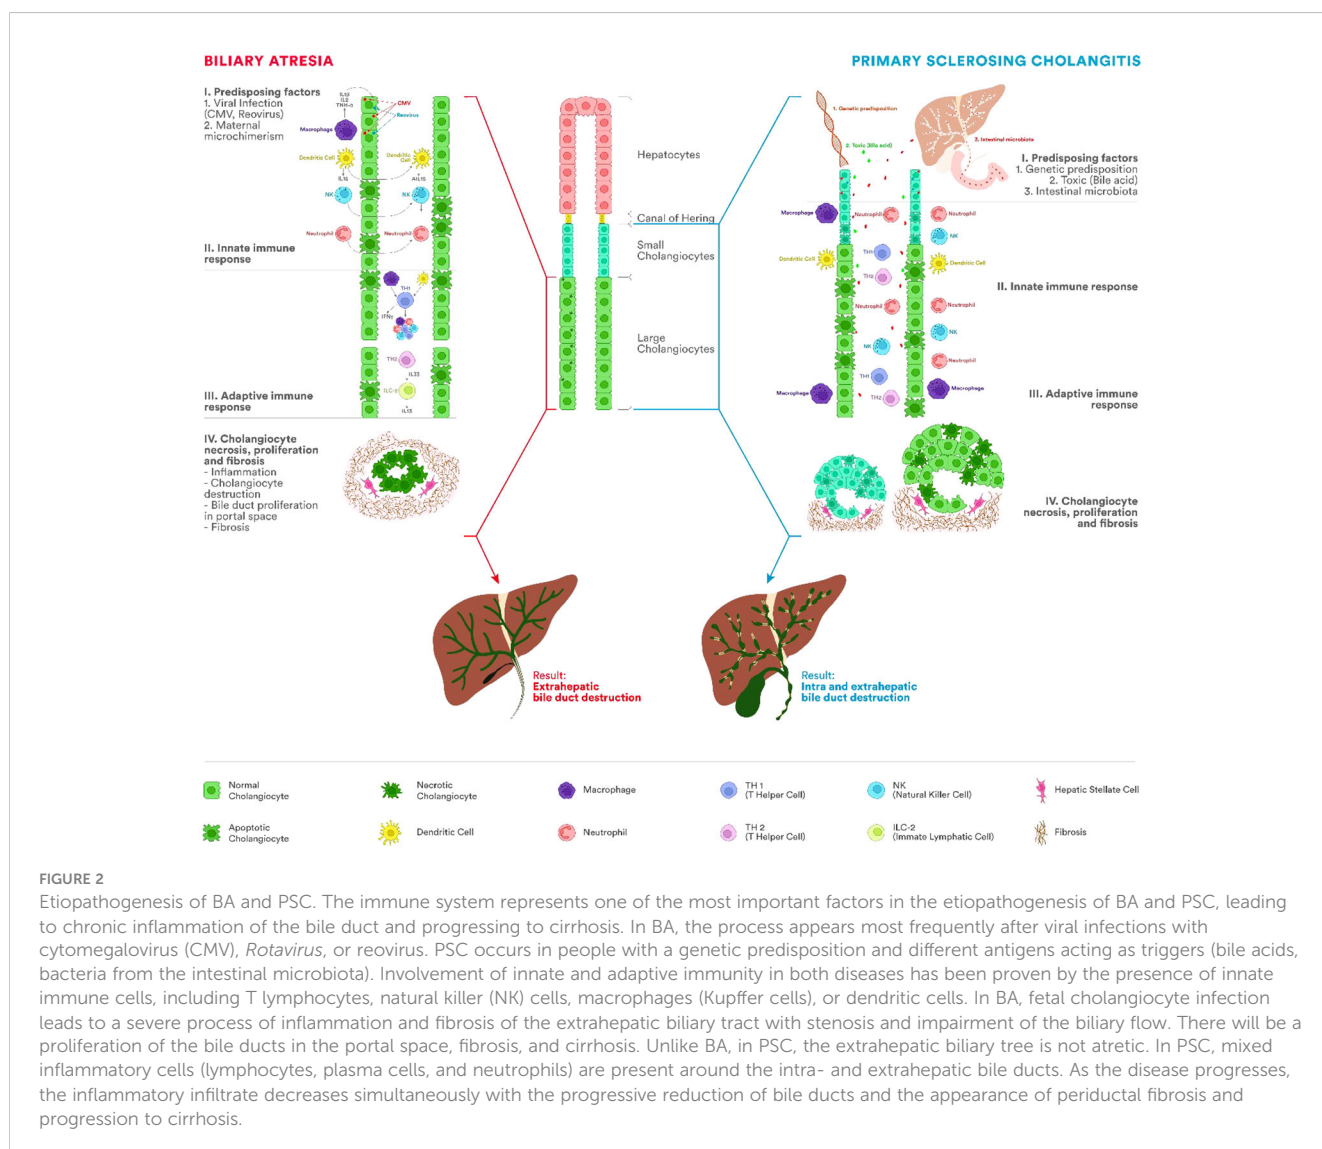 BILIARY ATRESIA
I. Predisposing factors
1. Viral Infection
(CMV, Reovirus)
2. Maternal
microchimerism
II. Innate immune
response
III. Adaptive immune
response
IV. Cholangiocyte
necrosis, proliferation
and fibrosis
- Inflammation
- Cholangiocyte
destruction
- Bile duct proliferation
in portal space
- Fibrosis
CMV
Reovirus
Macrophage
Dendritic Cell
Dendritic
Cell
NK
NK
Neutrophil
Neutrophil
TH1
TH2
IL33
ILC-2
IL13
Hepatocytes
Canal of Hering
Small
Cholangiocytes
Large
Cholangiocytes
PRIMARY SCLEROSING CHOLANGITIS
1. Genetic predisposition
2. Toxic (Bile acid)
3. Intestinal microbiota
I. Predisposing factors
1. Genetic predisposition
2. Toxic (Bile acid)
3. Intestinal microbiota
Macrophage
Neutrophil
Neutrophil
NK
Dendritic Cell
TH1
TH2
Dendritic Cell
II. Innate immune response
Neutrophil
Neutrophil
NK
NK
Neutrophil
TH1
Macrophage
TH2
Macrophage
III. Adaptive immune
response
IV. Cholangiocyte
necrosis, proliferation
and fibrosis
Result:
Extrahepatic
bile duct destruction
Result:
Intra and extrahepatic
bile duct destruction
Normal
Cholangiocyte
Necrotic
Cholangiocyte
Macrophage
TH 1
(T Helper Cell)
NK
(Natural Killer Cell)
Hepatic Stellate Cell
Apoptotic
Cholangiocyte
Dendritic Cell
Neutrophil
TH 2
(T Helper Cell)
ILC-2
(Immate Lymphatic Cell)
Fibrosis
FIGURE 2
Etiopathogenesis of BA and PSC. The immune system represents one of the most important factors in the etiopathogenesis of BA and PSC, leading
to chronic inflammation of the bile duct and progressing to cirrhosis. In BA, the process appears most frequently after viral infections with
cytomegalovirus (CMV), Rotavirus, or reovirus. PSC occurs in people with a genetic predisposition and different antigens acting as triggers (bile acids,
bacteria from the intestinal microbiota). Involvement of innate and adaptive immunity in both diseases has been proven by the presence of innate
immune cells, including T lymphocytes, natural killer (NK) cells, macrophages (Kupffer cells), or dendritic cells. In BA, fetal cholangiocyte infection
leads to a severe process of inflammation and fibrosis of the extrahepatic biliary tract with stenosis and impairment of the biliary flow. There will be a
proliferation of the bile ducts in the portal space, fibrosis, and cirrhosis. Unlike BA, in PSC, the extrahepatic biliary tree is not atretic. In PSC, mixed
inflammatory cells (lymphocytes, plasma cells, and neutrophils) are present around the intra- and extrahepatic bile ducts. As the disease progresses,
the inflammatory infiltrate decreases simultaneously with the progressive reduction of bile ducts and the appearance of periductal fibrosis and
progression to cirrhosis.